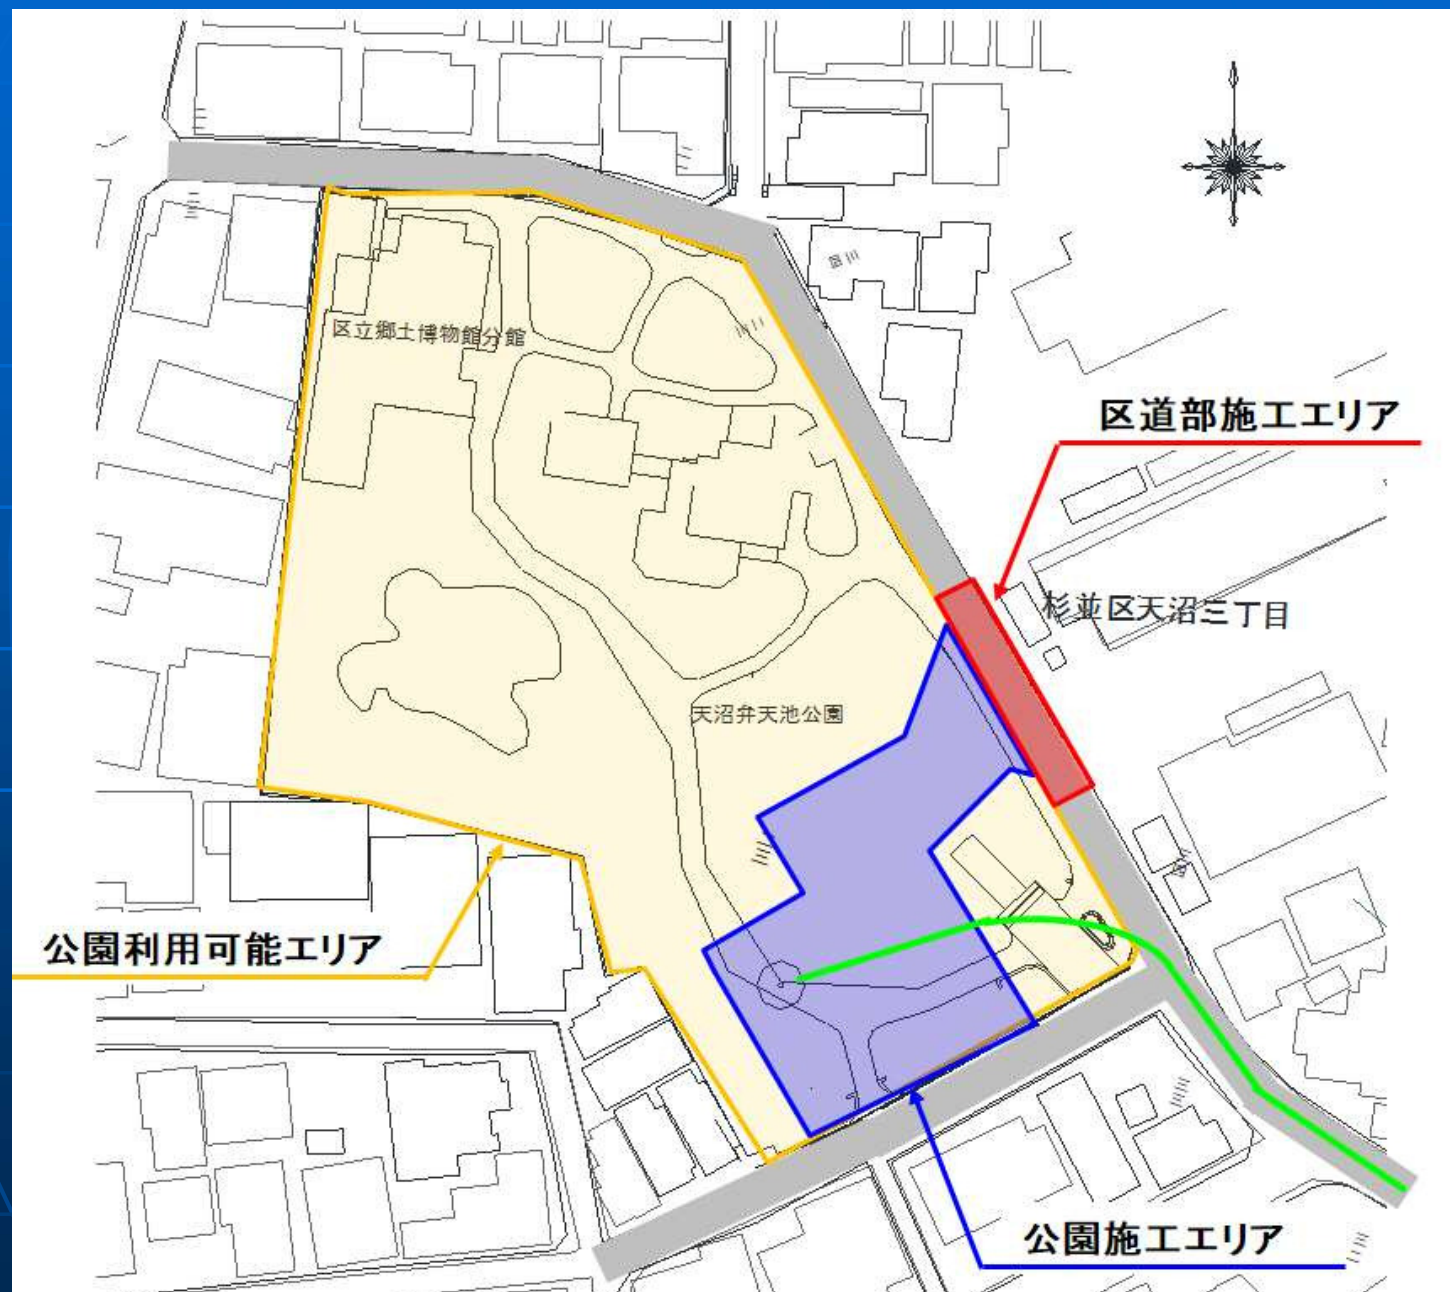 区立郷土博物館分館
区道部施工エリア
杉並区天沼三丁目
天沼弁天池公園
公園利用可能エリア
公園施工エリア